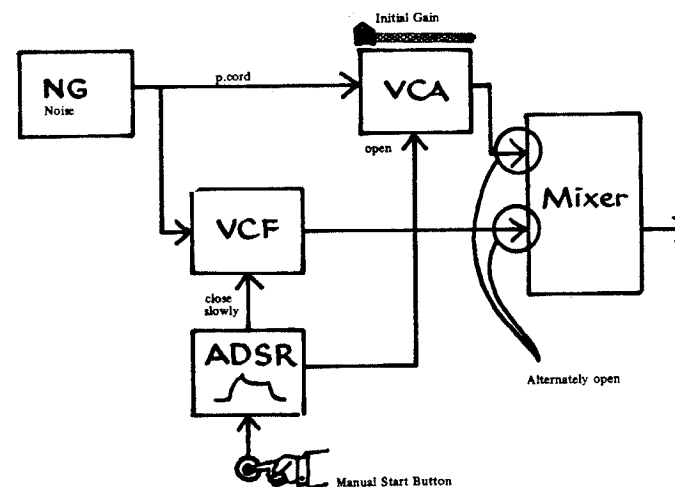 Initial Gain
NG
Noise
p.cord
VCA
open
Mixer
VCF
close
slowly
ADSR
Alternately open
Manual Start Button